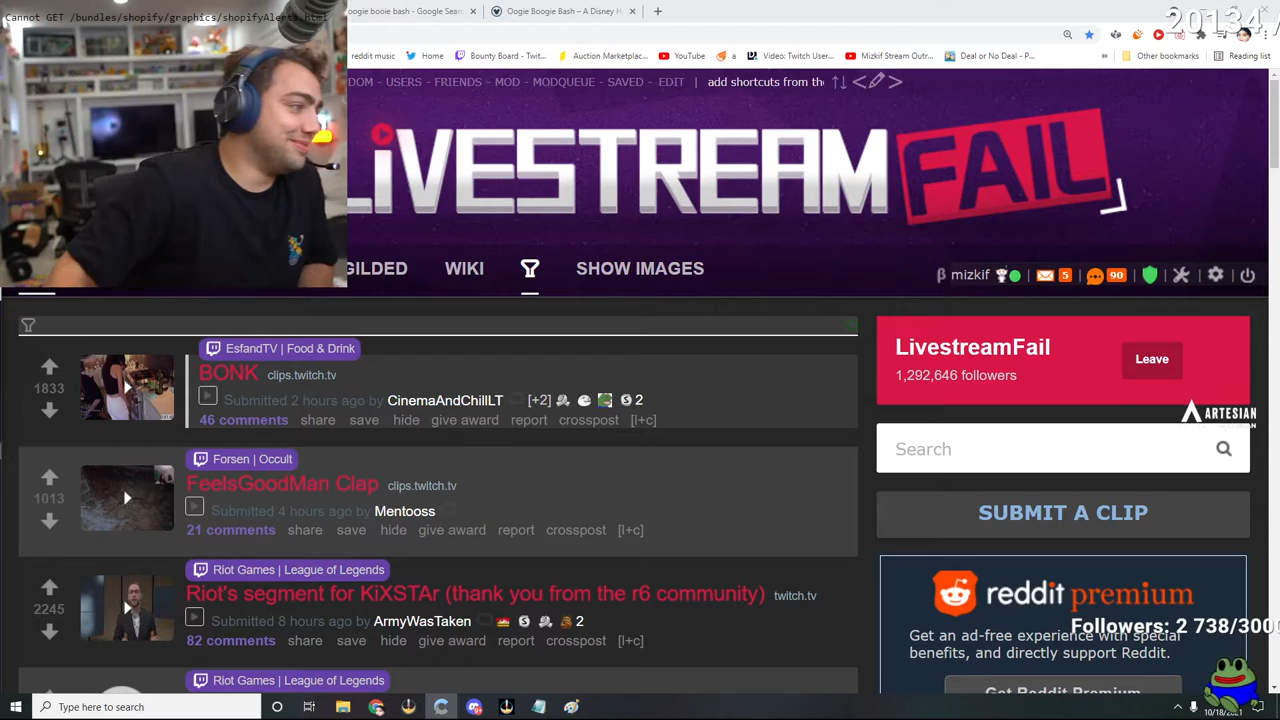 Cannot GET /bundles/shopify/graphics/shopifyAlerts.html
oogie booie bash - Google Sear
Oogie Boogie Bash – A Disney H
20134
reddit music
Home
Bounty Board - Twit...
Auction Marketplac...
YouTube
a
Video: Twitch User...
Mizkif Stream Outr...
Deal or No Deal - P...
Other bookmarks
Reading list
DOM - USERS - FRIENDS - MOD - MODQUEUE - SAVED - EDIT | add shortcuts from the
LIVESTREAM FAIL
GILDED WIKI SHOW IMAGES
β mizkif 5 90
EsfandTV | Food & Drink
1833
BONK clips.twitch.tv
Submitted 2 hours ago by CinemaAndChillLT [+2] 2
46 comments share save hide give award report crosspost [l+c]
Forsen | Occult
1013
FeelsGoodMan Clap clips.twitch.tv
Submitted 4 hours ago by Mentooss
21 comments share save hide give award report crosspost [l+c]
Riot Games | League of Legends
2245
Riot's segment for KiXSTAr (thank you from the r6 community) twitch.tv
Submitted 8 hours ago by ArmyWasTaken 2
82 comments share save hide give award report crosspost [l+c]
Riot Games | League of Legends
LivestreamFail
1,292,646 followers
Leave
ARTESIAN
Search
SUBMIT A CLIP
reddit premium
Get an ad-free experience with special
benefits, and directly support Reddit.
Followers: 2 738/3000
Get Reddit Premium
Type here to search
10/18/2021